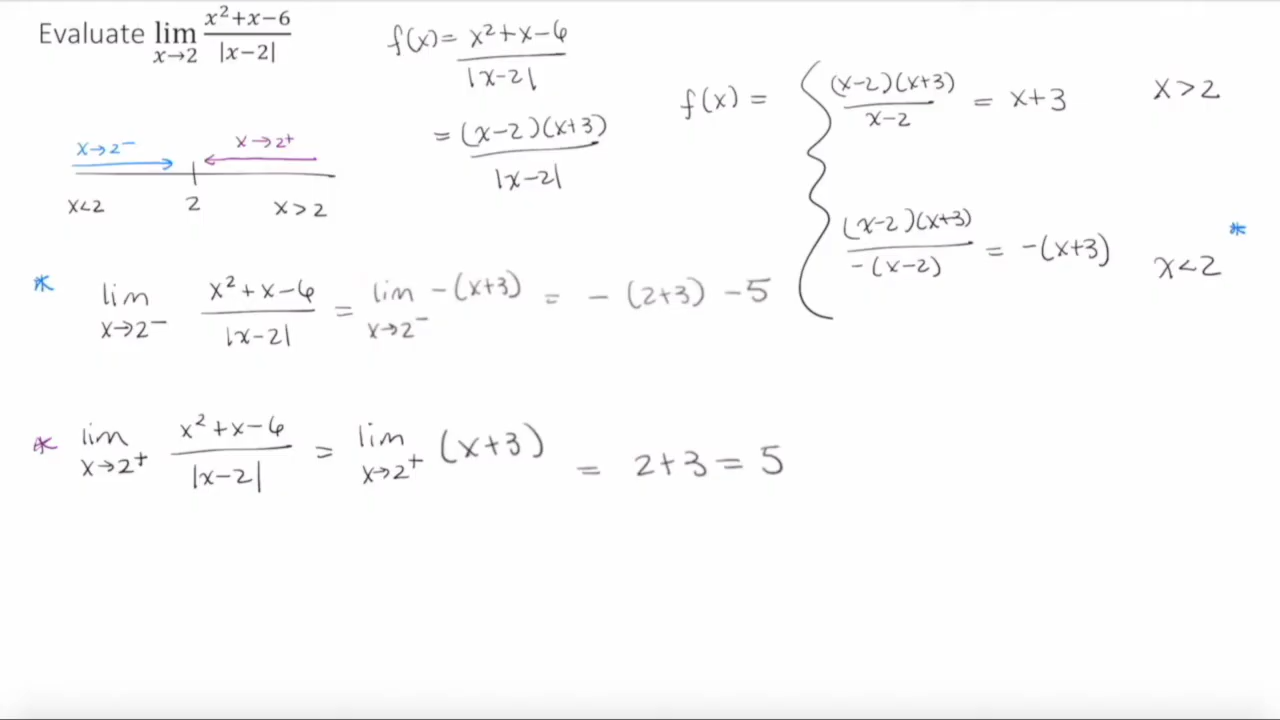 Evaluate lim x→2 (x²+x−6)/|x−2|
f(x) = (x²+x−6)/|x−2|
= (x−2)(x+3)/|x−2|
f(x) = { (x−2)(x+3)/(x−2) = x+3   x>2
(x−2)(x+3)/−(x−2) = −(x+3)   x<2 *
x→2⁻   x→2⁺
x<2   2   x>2
* lim x→2⁻ (x²+x−6)/|x−2| = lim x→2⁻ −(x+3) = −(2+3) −5
* lim x→2⁺ (x²+x−6)/|x−2| = lim x→2⁺ (x+3) = 2+3 = 5